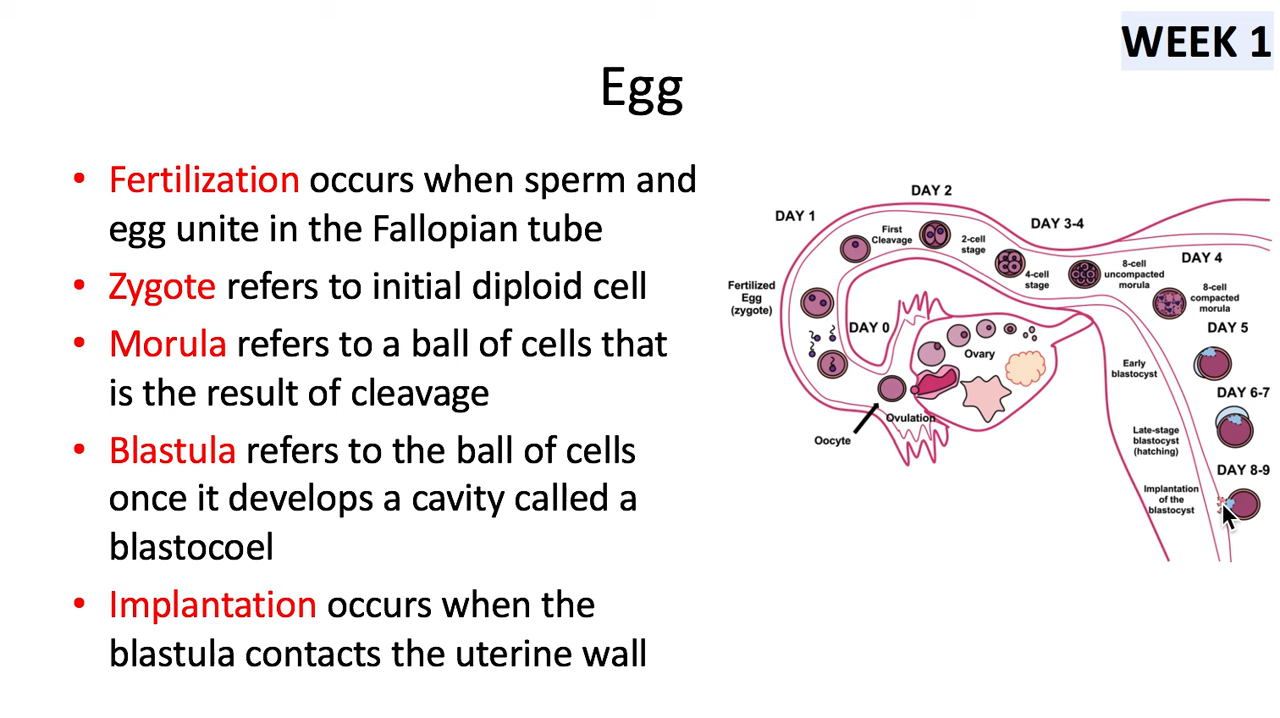 WEEK 1
Egg
• Fertilization occurs when sperm and
egg unite in the Fallopian tube
• Zygote refers to initial diploid cell
• Morula refers to a ball of cells that
is the result of cleavage
• Blastula refers to the ball of cells
once it develops a cavity called a
blastocoel
• Implantation occurs when the
blastula contacts the uterine wall
DAY 2
DAY 1
DAY 3-4
First
Cleavage
2-cell
stage
DAY 4
4-cell
stage
8-cell
uncompacted
morula
Fertilized
Egg
(zygote)
8-cell
compacted
morula
DAY 0
DAY 5
Ovary
Early
blastocyst
DAY 6-7
Ovulation
Oocyte
Late-stage
blastocyst
(hatching)
DAY 8-9
Implantation
of the
blastocyst